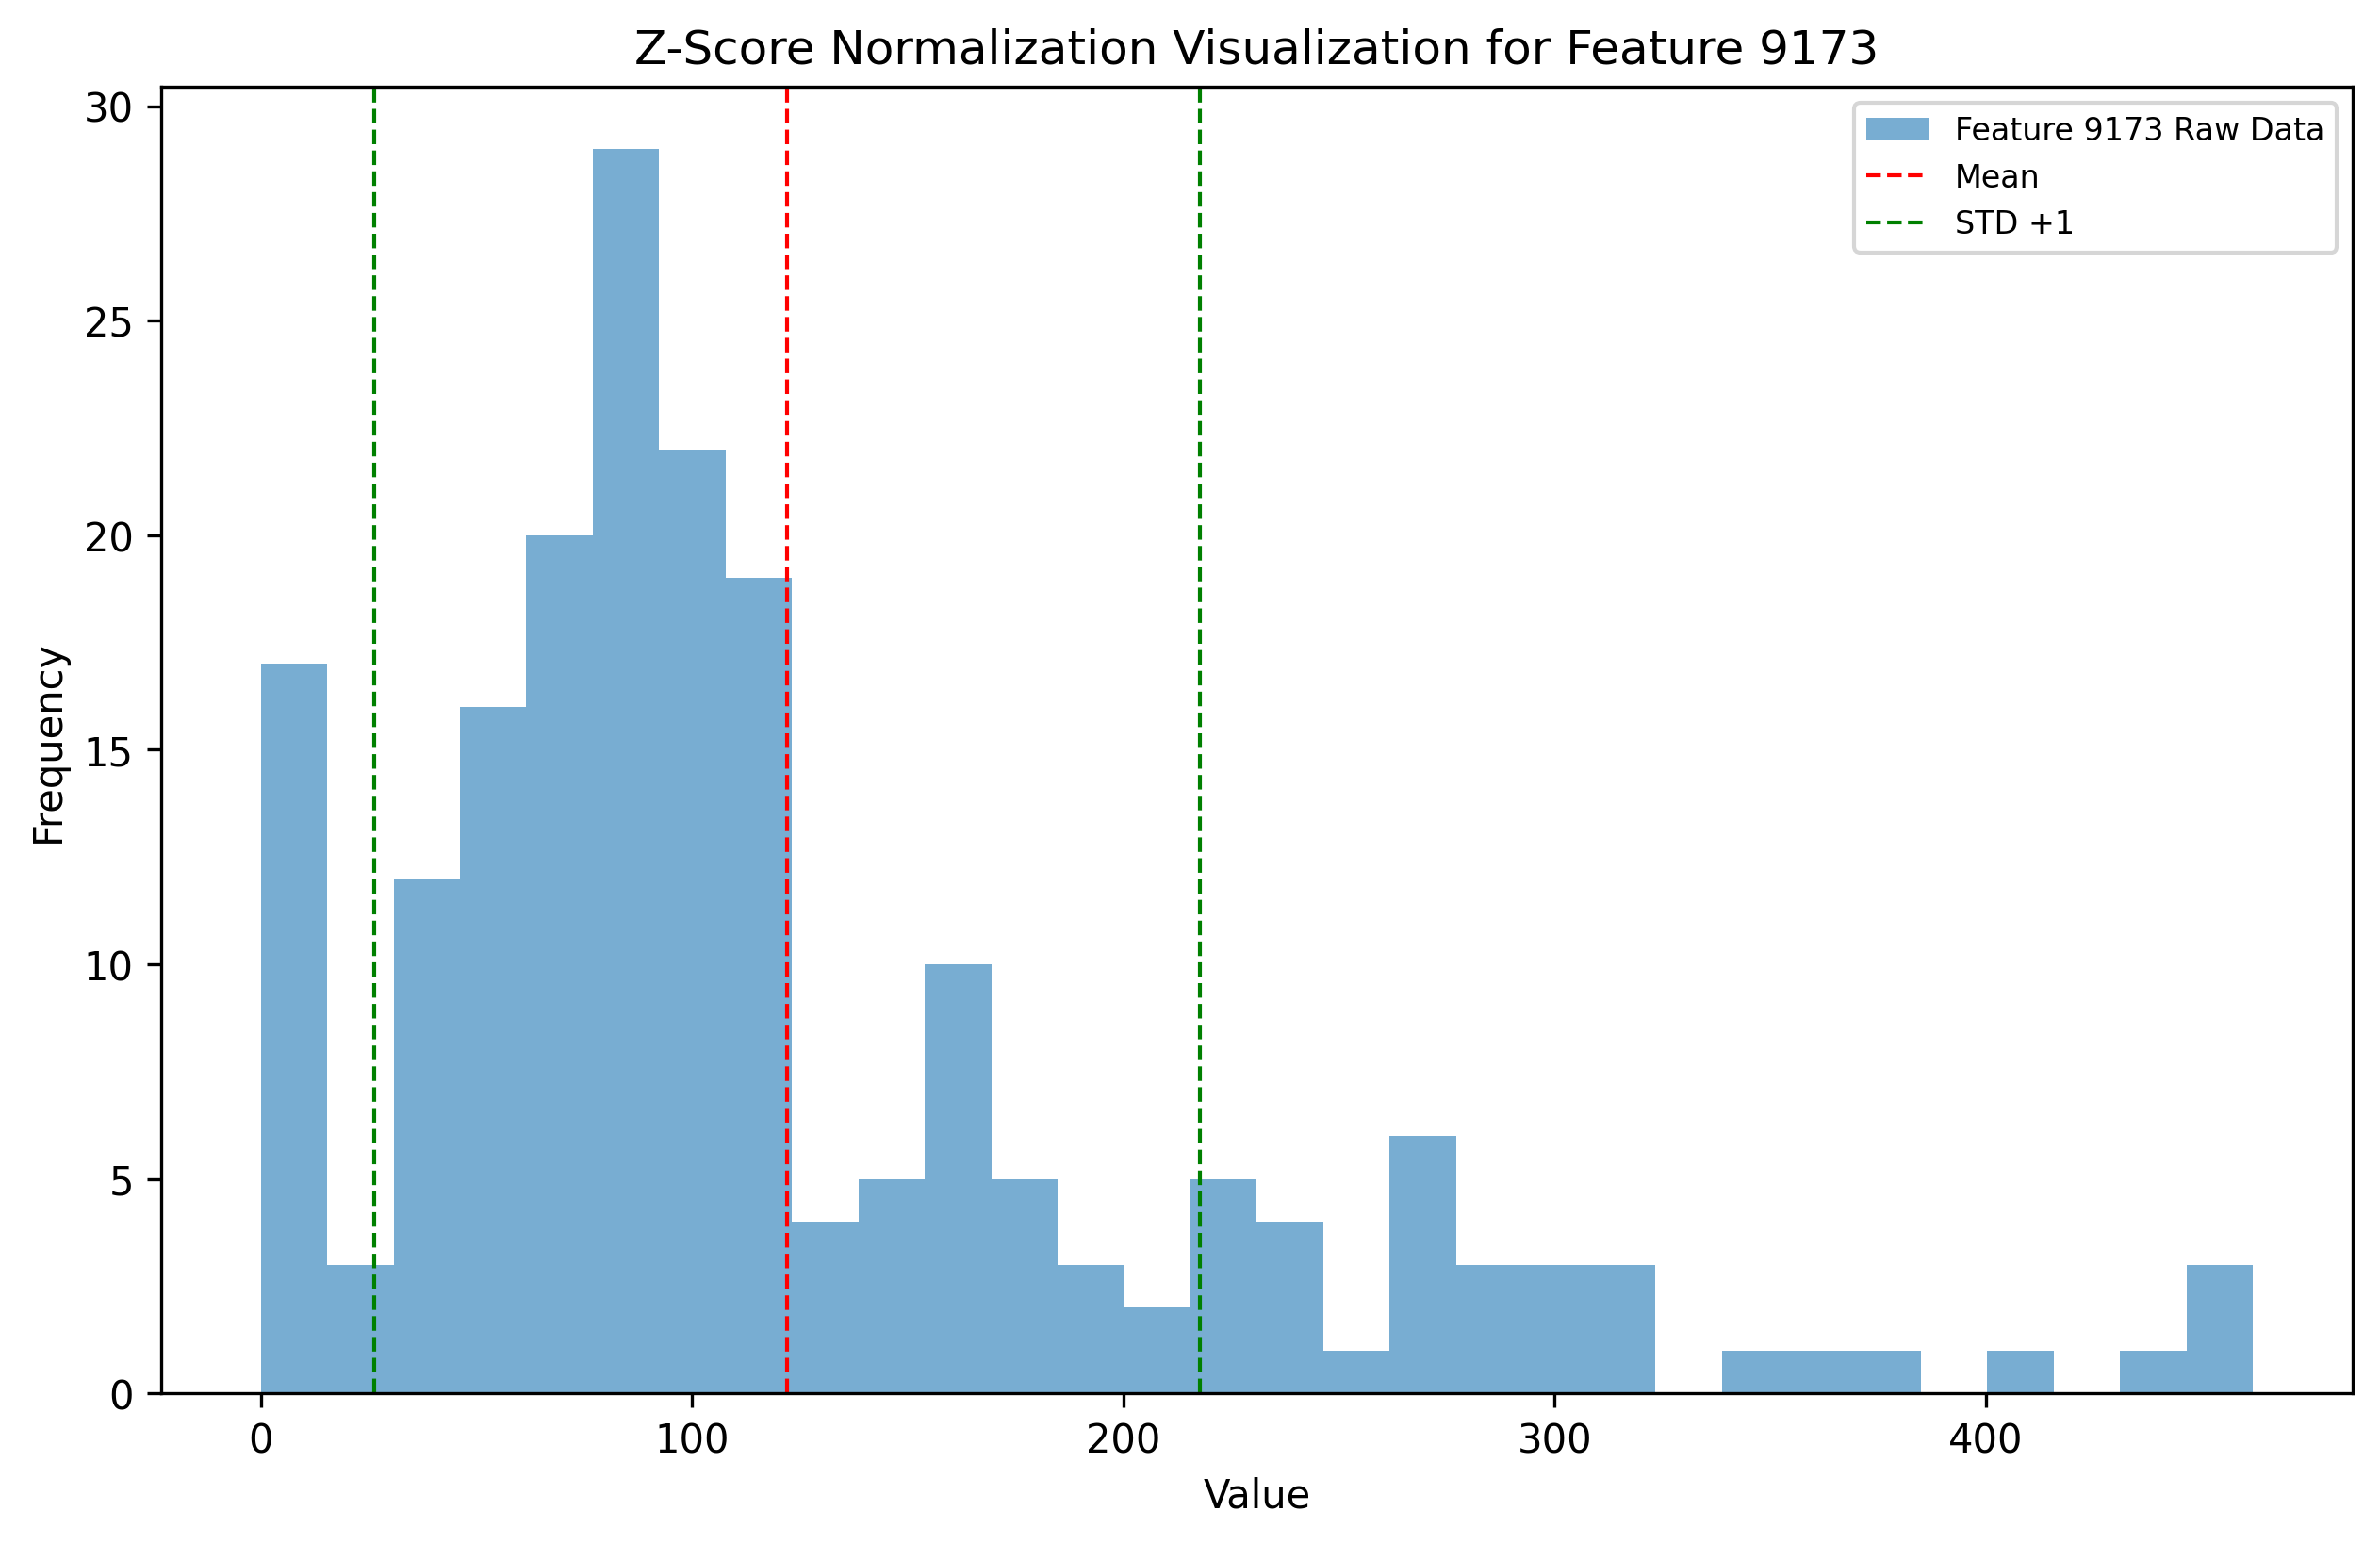 Z-Score Normalization Visualization for Feature 9173
Feature 9173 Raw Data
Mean
STD +1
30
25
20
15
10
5
0
Frequency
0 100 200 300 400
Value